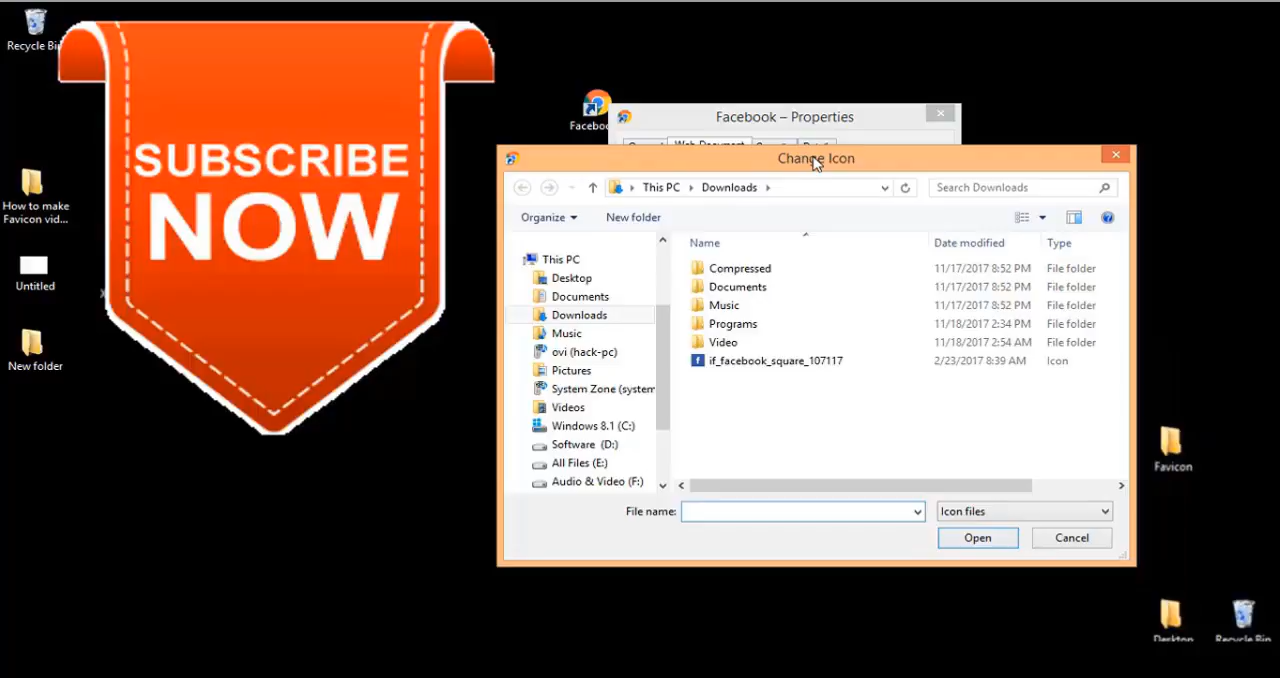 Recycle Bin
SUBSCRIBE
NOW
How to make
Favicon vid...
Untitled
New folder
Facebook – Properties
Web Document
Change Icon
This PC
Downloads
Search Downloads
Organize
New folder
Name
Date modified
Type
This PC
Desktop
Documents
Downloads
Music
ovi (hack-pc)
Pictures
System Zone (system
Videos
Windows 8.1 (C:)
Software (D:)
All Files (E:)
Audio & Video (F:)
Compressed 11/17/2017 8:52 PM File folder
Documents 11/17/2017 8:52 PM File folder
Music 11/17/2017 8:52 PM File folder
Programs 11/18/2017 2:34 PM File folder
Video 11/18/2017 2:54 AM File folder
if_facebook_square_107117 2/23/2017 8:39 AM Icon
File name:
Icon files
Open
Cancel
Favicon
Desktop
Recycle Bin